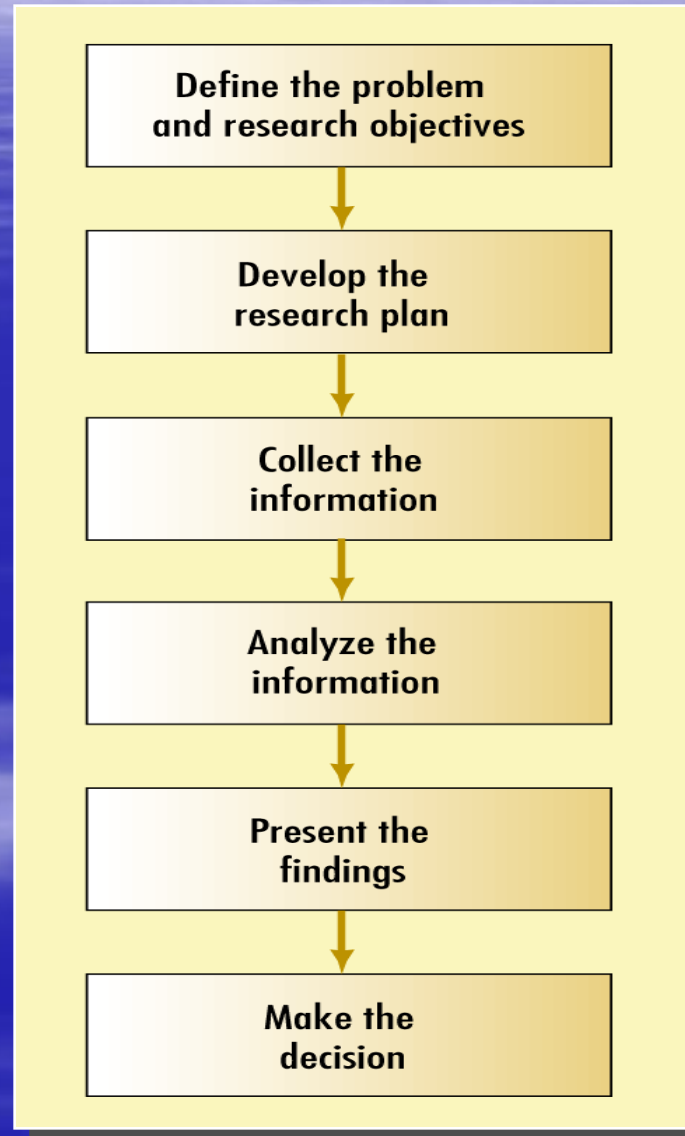 Define the problem
and research objectives
Develop the
research plan
Collect the
information
Analyze the
information
Present the
findings
Make the
decision